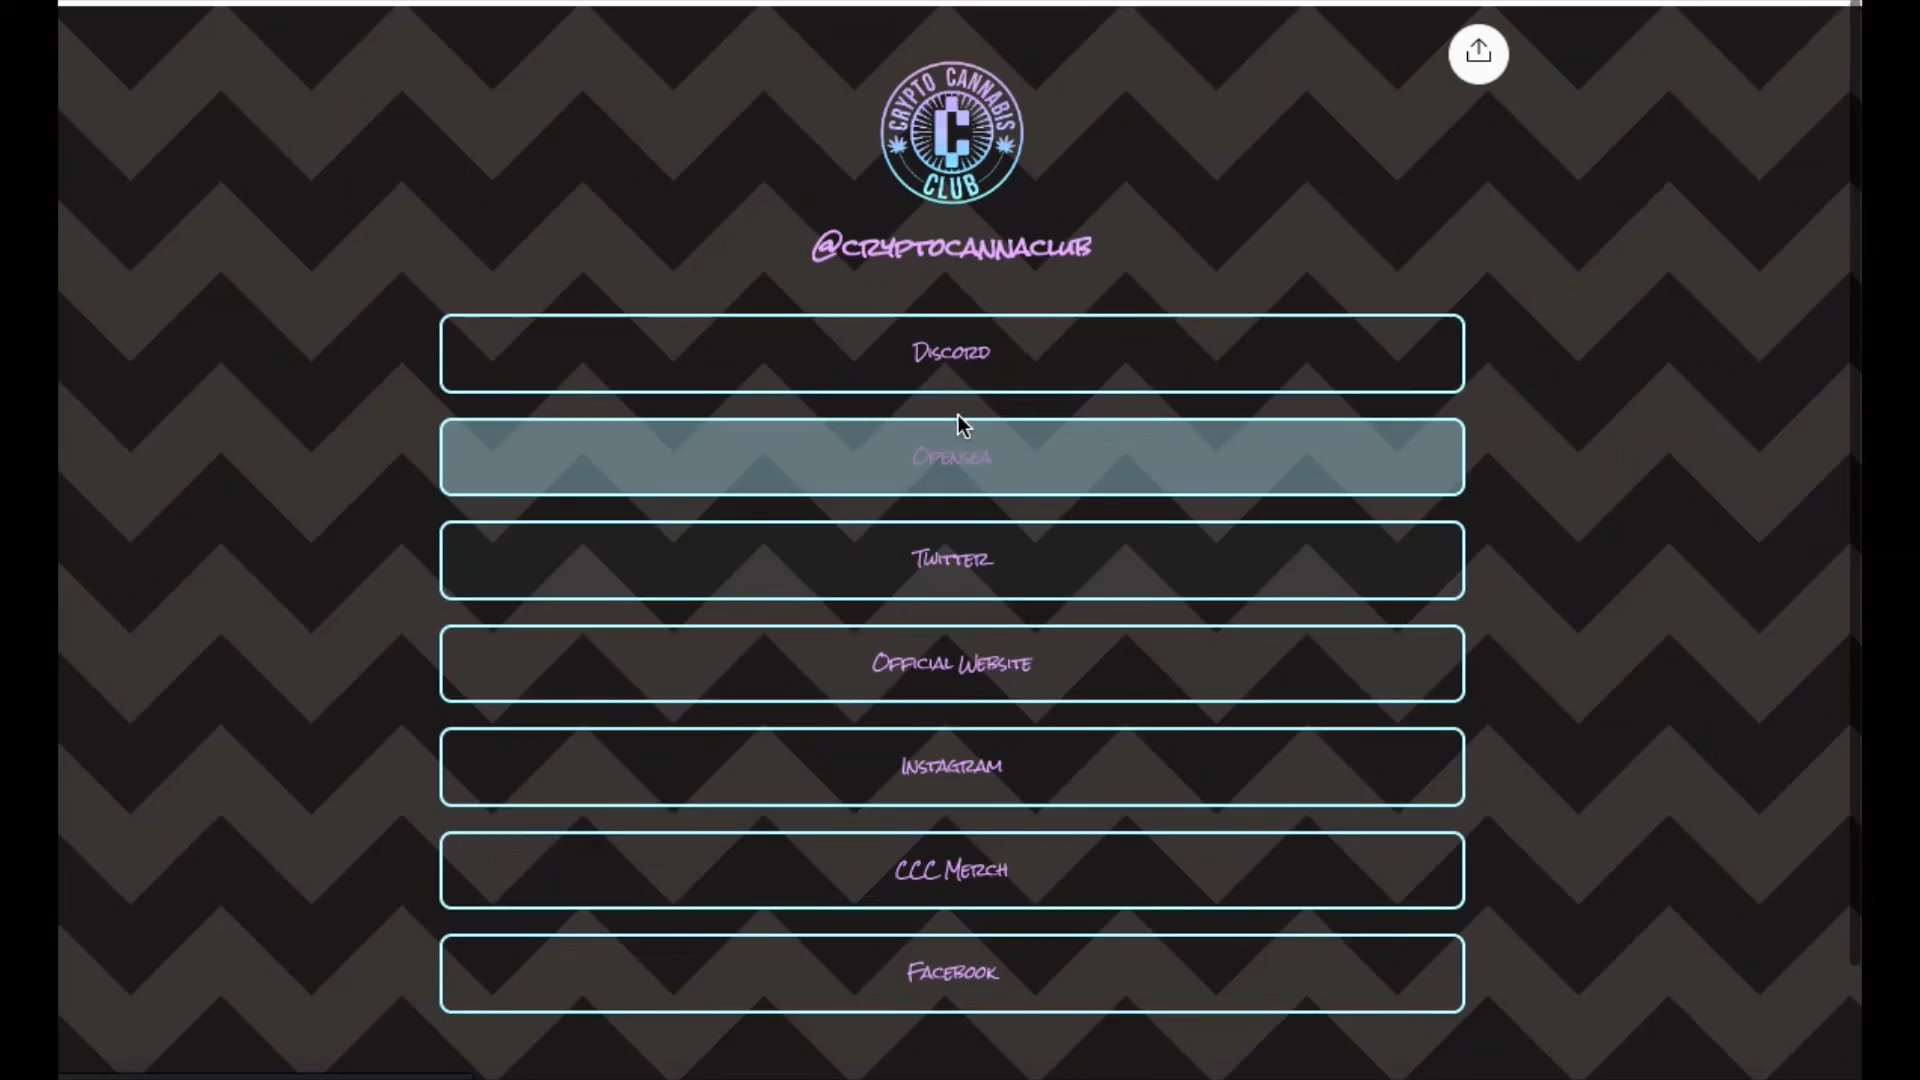 CRYPTO CANNABIS
C
CLUB
@cryptocannaclub
Discord
Opensea
Twitter
Official Website
Instagram
CCC Merch
Facebook